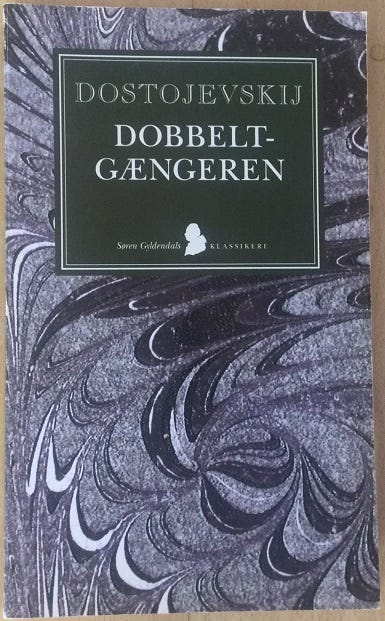 DOSTOJEVSKIJ
DOBBELT-
GÆNGEREN
Søren Gyldendals KLASSIKERE